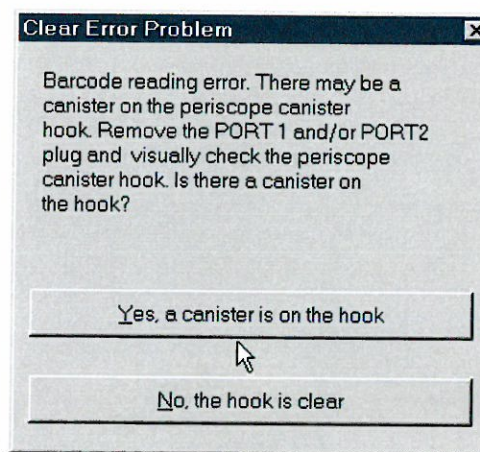 Clear Error Problem
Barcode reading error. There may be a
canister on the periscope canister
hook. Remove the PORT 1 and/or PORT2
plug and visually check the periscope
canister hook. Is there a canister on
the hook?
Yes, a canister is on the hook
No, the hook is clear